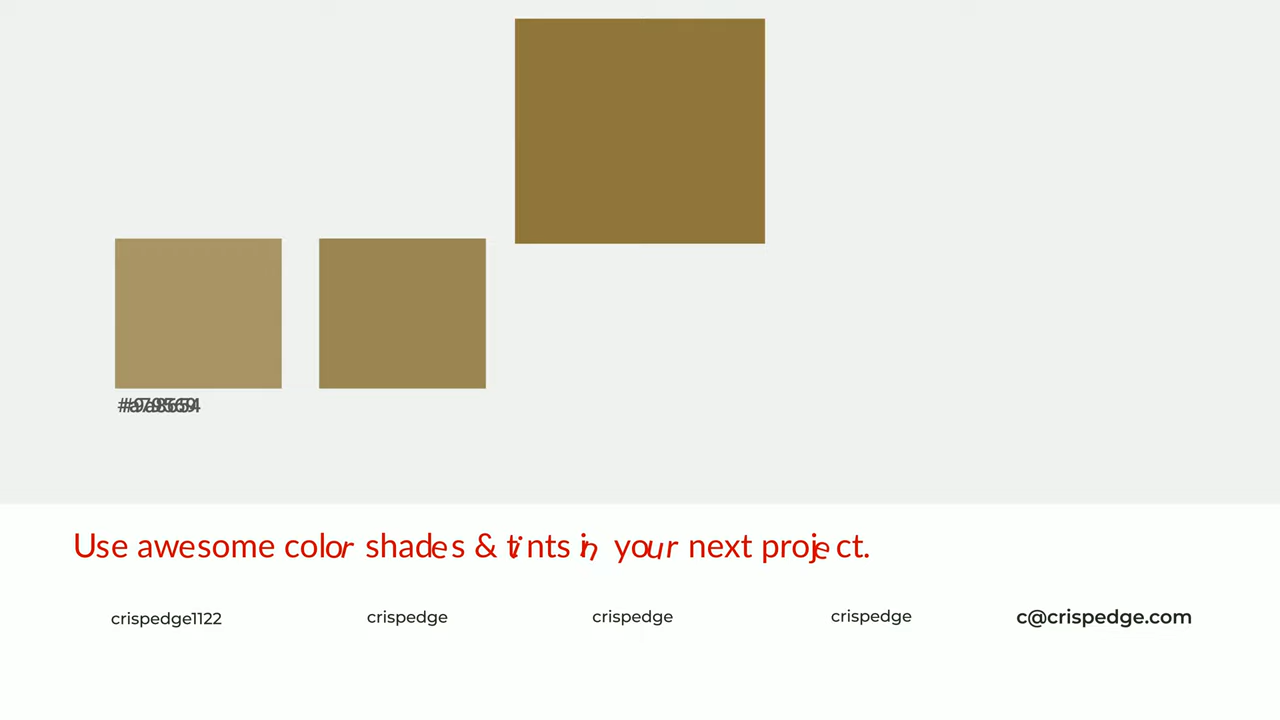 Use awesome color shades & tints in your next project.
crispedge1122 crispedge crispedge crispedge c@crispedge.com